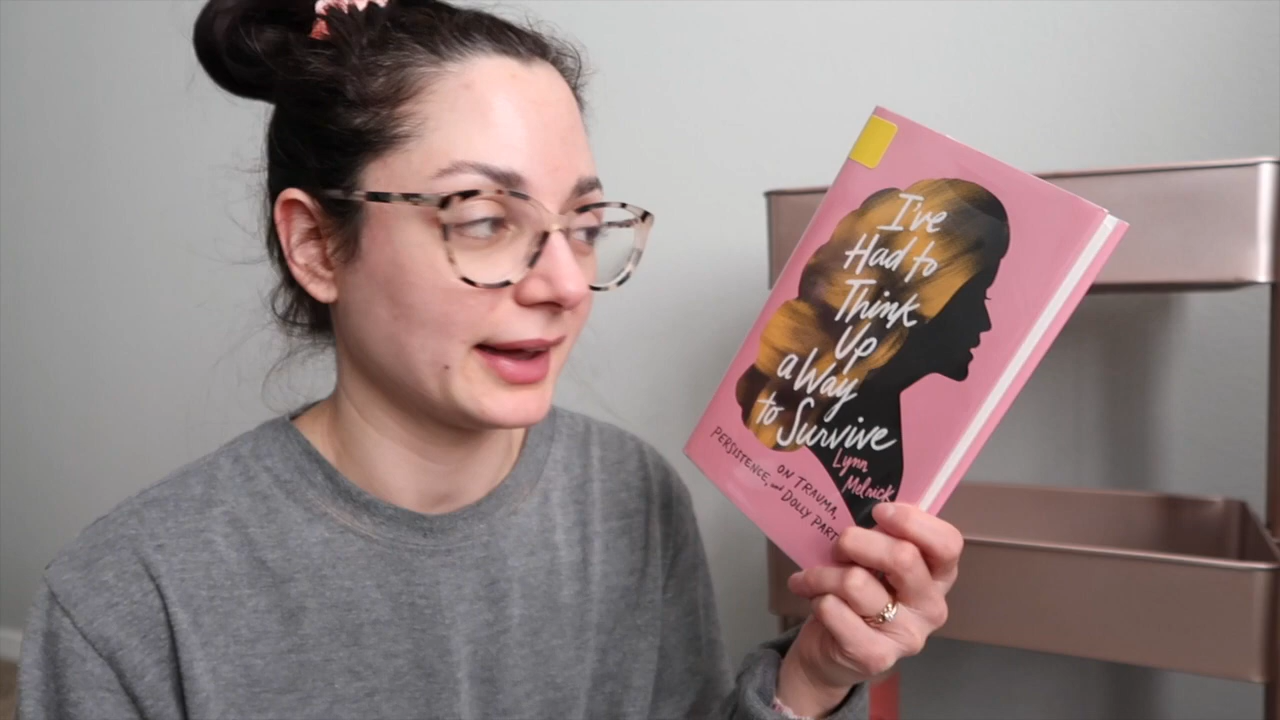 I've
Had to
Think
Up
a Way
to Survive
Lynn
Melnick
ON TRAUMA,
PERSISTENCE, and DOLLY PART